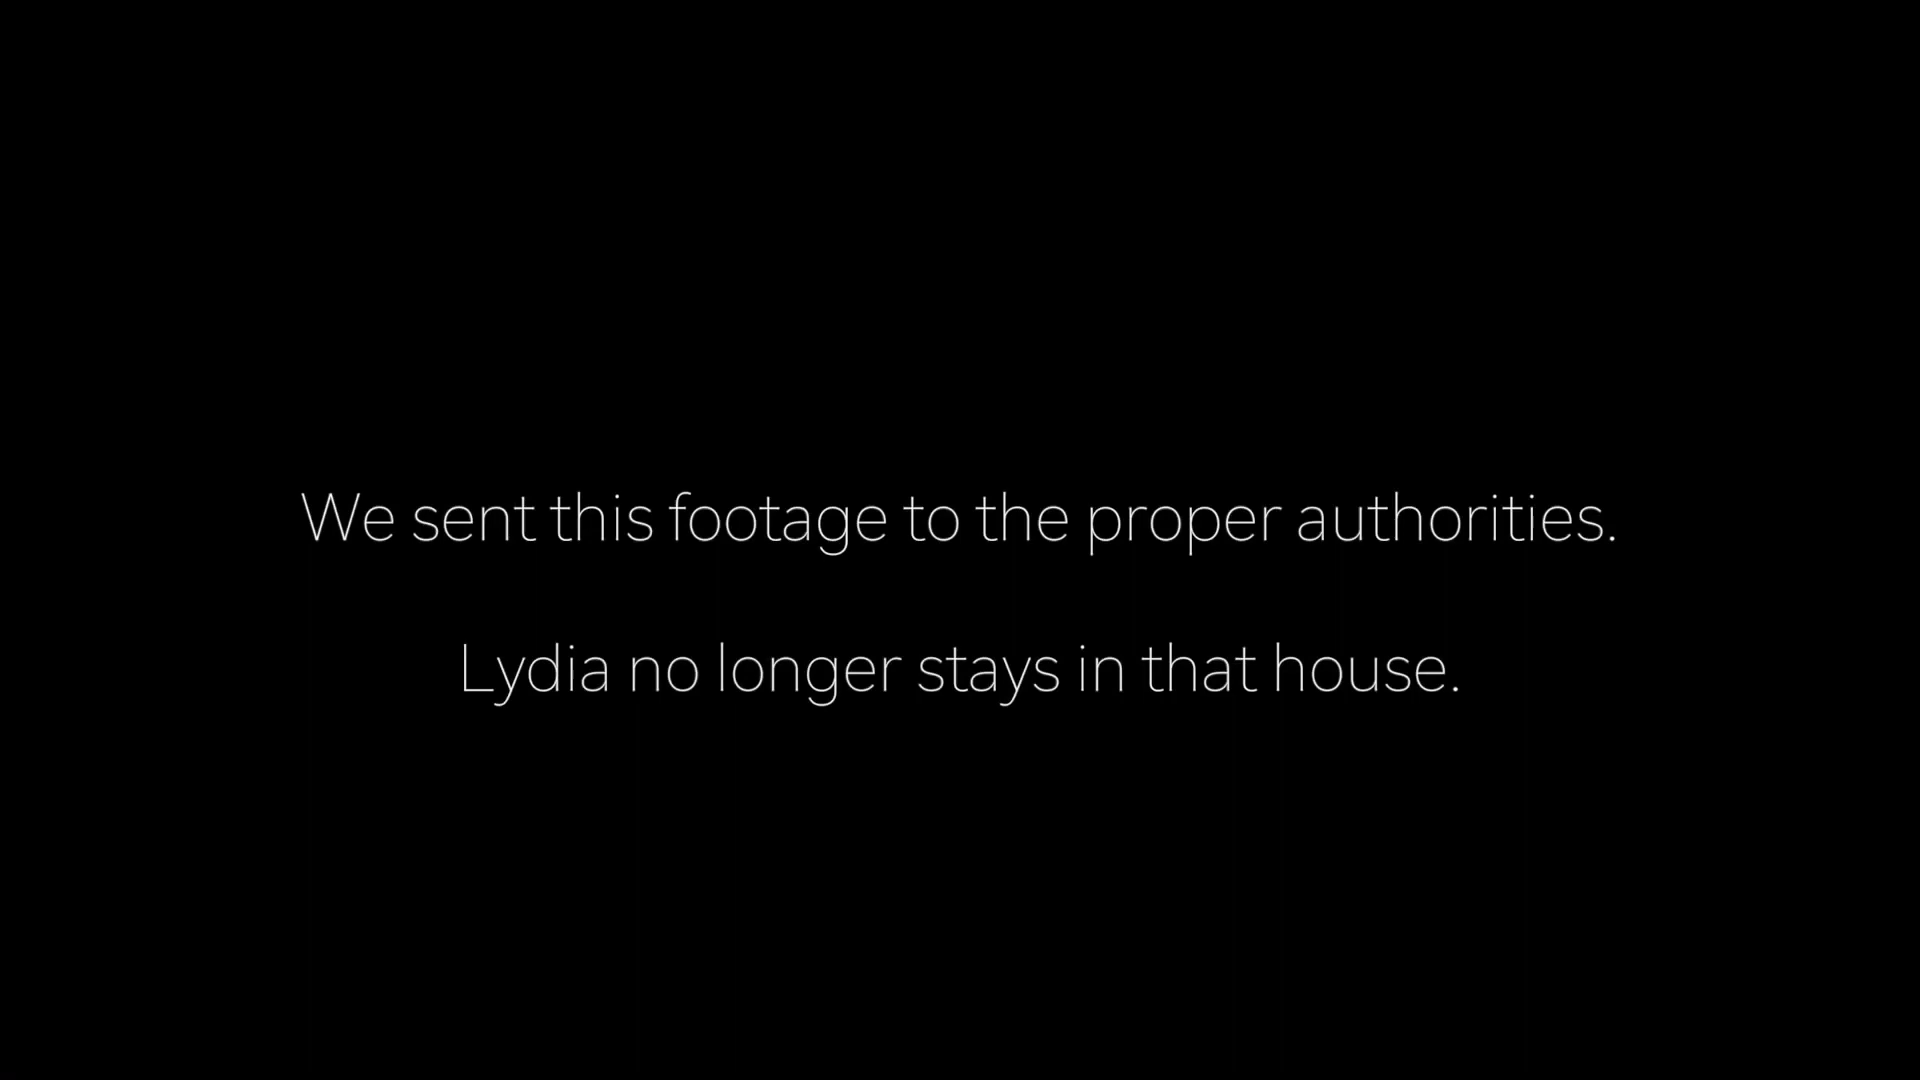 We sent this footage to the proper authorities.
Lydia no longer stays in that house.